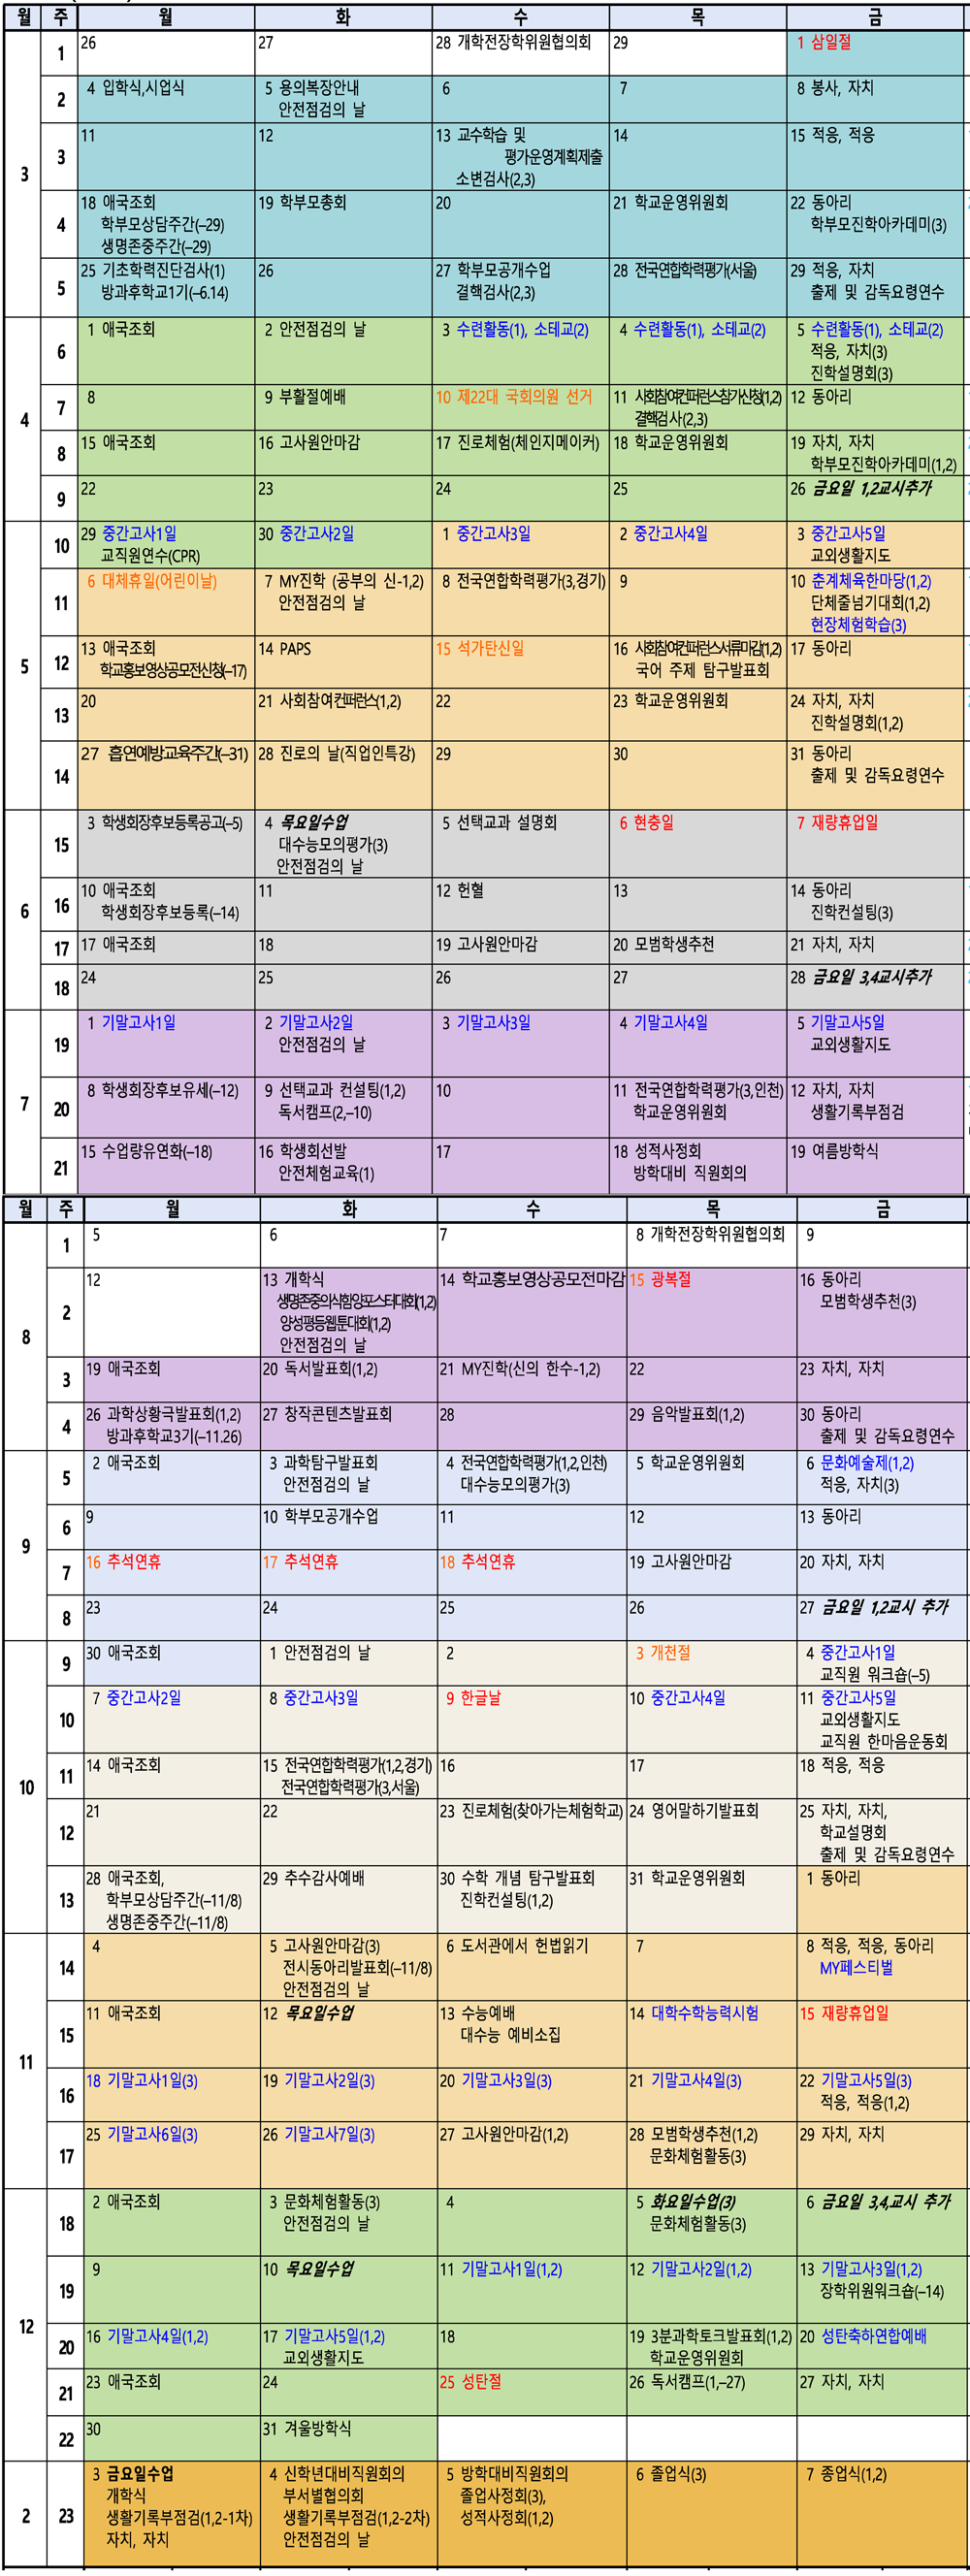 월 주 월 화 수 목 금
3
1
26
27
28 개학전장학위원협의회
29
1 삼일절
2
4 입학식,시업식
5 용의복장안내
안전점검의 날
6
7
8 봉사, 자치
3
11
12
13 교수학습 및
평가운영계획제출
소변검사(2,3)
14
15 적응, 적응
4
18 애국조회
학부모상담주간(–29)
생명존중주간(–29)
19 학부모총회
20
21 학교운영위원회
22 동아리
학부모진학아카데미(3)
5
25 기초학력진단검사(1)
방과후학교1기(–6.14)
26
27 학부모공개수업
결핵검사(2,3)
28 전국연합학력평가(서울)
29 적응, 자치
출제 및 감독요령연수
4
6
1 애국조회
2 안전점검의 날
3 수련활동(1), 소테교(2)
4 수련활동(1), 소테교(2)
5 수련활동(1), 소테교(2)
적응, 자치(3)
진학설명회(3)
7
8
9 부활절예배
10 제22대 국회의원 선거
11 사회참여컨퍼런스참가신청(1,2)
결핵검사(2,3)
12 동아리
8
15 애국조회
16 고사원안마감
17 진로체험(체인지메이커)
18 학교운영위원회
19 자치, 자치
학부모진학아카데미(1,2)
9
22
23
24
25
26 금요일 1,2교시추가
5
10
29 중간고사1일
교직원연수(CPR)
30 중간고사2일
1 중간고사3일
2 중간고사4일
3 중간고사5일
교외생활지도
11
6 대체휴일(어린이날)
7 MY진학 (공부의 신-1,2)
안전점검의 날
8 전국연합학력평가(3,경기)
9
10 춘계체육한마당(1,2)
단체줄넘기대회(1,2)
현장체험학습(3)
12
13 애국조회
학교홍보영상공모전신청(–17)
14 PAPS
15 석가탄신일
16 사회참여컨퍼런스서류마감(1,2)
국어 주제 탐구발표회
17 동아리
13
20
21 사회참여컨퍼런스(1,2)
22
23 학교운영위원회
24 자치, 자치
진학설명회(1,2)
14
27 흡연예방교육주간(–31)
28 진로의 날(직업인특강)
29
30
31 동아리
출제 및 감독요령연수
6
15
3 학생회장후보등록공고(–5)
4 목요일수업
대수능모의평가(3)
안전점검의 날
5 선택교과 설명회
6 현충일
7 재량휴업일
16
10 애국조회
학생회장후보등록(–14)
11
12 헌혈
13
14 동아리
진학컨설팅(3)
17
17 애국조회
18
19 고사원안마감
20 모범학생추천
21 자치, 자치
18
24
25
26
27
28 금요일 3,4교시추가
7
19
1 기말고사1일
2 기말고사2일
안전점검의 날
3 기말고사3일
4 기말고사4일
5 기말고사5일
교외생활지도
20
8 학생회장후보유세(–12)
9 선택교과 컨설팅(1,2)
독서캠프(2,–10)
10
11 전국연합학력평가(3,인천)
학교운영위원회
12 자치, 자치
생활기록부점검
21
15 수업량유연화(–18)
16 학생회선발
안전체험교육(1)
17
18 성적사정회
방학대비 직원회의
19 여름방학식
월 주 월 화 수 목 금
8
1
5
6
7
8 개학전장학위원협의회
9
2
12
13 개학식
생명존중의식함양포스터대회(1,2)
양성평등웹툰대회(1,2)
안전점검의 날
14 학교홍보영상공모전마감
15 광복절
16 동아리
모범학생추천(3)
3
19 애국조회
20 독서발표회(1,2)
21 MY진학(신의 한수-1,2)
22
23 자치, 자치
4
26 과학상황극발표회(1,2)
방과후학교3기(–11.26)
27 창작콘텐츠발표회
28
29 음악발표회(1,2)
30 동아리
출제 및 감독요령연수
9
5
2 애국조회
3 과학탐구발표회
안전점검의 날
4 전국연합학력평가(1,2,인천)
대수능모의평가(3)
5 학교운영위원회
6 문화예술제(1,2)
적응, 자치(3)
6
9
10 학부모공개수업
11
12
13 동아리
7
16 추석연휴
17 추석연휴
18 추석연휴
19 고사원안마감
20 자치, 자치
8
23
24
25
26
27 금요일 1,2교시 추가
10
9
30 애국조회
1 안전점검의 날
2
3 개천절
4 중간고사1일
교직원 워크숍(–5)
10
7 중간고사2일
8 중간고사3일
9 한글날
10 중간고사4일
11 중간고사5일
교외생활지도
교직원 한마음운동회
11
14 애국조회
15 전국연합학력평가(1,2,경기)
전국연합학력평가(3,서울)
16
17
18 적응, 적응
12
21
22
23 진로체험(찾아가는체험학교)
24 영어말하기발표회
25 자치, 자치,
학교설명회
출제 및 감독요령연수
13
28 애국조회,
학부모상담주간(–11/8)
생명존중주간(–11/8)
29 추수감사예배
30 수학 개념 탐구발표회
진학컨설팅(1,2)
31 학교운영위원회
1 동아리
11
14
4
5 고사원안마감(3)
전시동아리발표회(–11/8)
안전점검의 날
6 도서관에서 헌법읽기
7
8 적응, 적응, 동아리
MY페스티벌
15
11 애국조회
12 목요일수업
13 수능예배
대수능 예비소집
14 대학수학능력시험
15 재량휴업일
16
18 기말고사1일(3)
19 기말고사2일(3)
20 기말고사3일(3)
21 기말고사4일(3)
22 기말고사5일(3)
적응, 적응(1,2)
17
25 기말고사6일(3)
26 기말고사7일(3)
27 고사원안마감(1,2)
28 모범학생추천(1,2)
문화체험활동(3)
29 자치, 자치
12
18
2 애국조회
3 문화체험활동(3)
안전점검의 날
4
5 화요일수업(3)
문화체험활동(3)
6 금요일 3,4,교시 추가
19
9
10 목요일수업
11 기말고사1일(1,2)
12 기말고사2일(1,2)
13 기말고사3일(1,2)
장학위원워크숍(–14)
20
16 기말고사4일(1,2)
17 기말고사5일(1,2)
교외생활지도
18
19 3분과학토크발표회(1,2)
학교운영위원회
20 성탄축하연합예배
21
23 애국조회
24
25 성탄절
26 독서캠프(1,–27)
27 자치, 자치
22
30
31 겨울방학식
2
23
3 금요일수업
개학식
생활기록부점검(1,2-1차)
자치, 자치
4 신학년대비직원회의
부서별협의회
생활기록부점검(1,2-2차)
안전점검의 날
5 방학대비직원회의
졸업사정회(3),
성적사정회(1,2)
6 졸업식(3)
7 종업식(1,2)